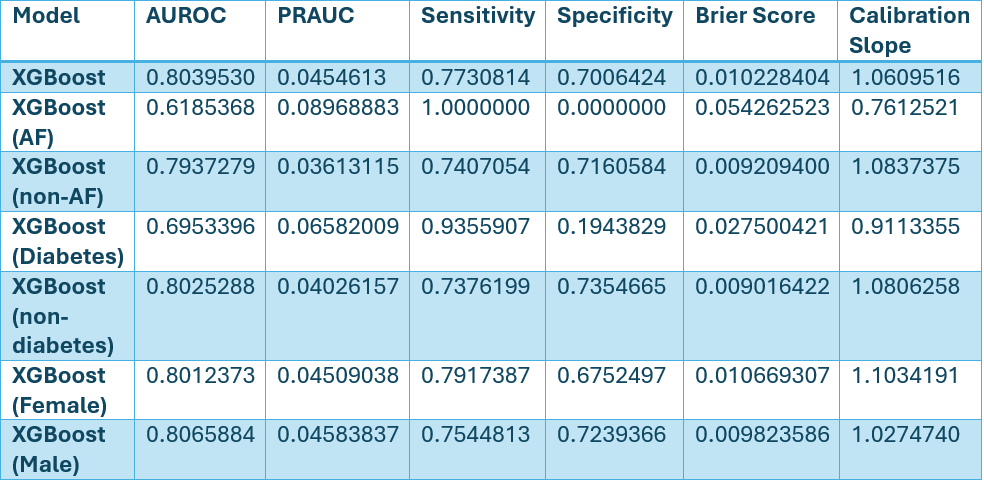 Model AUROC PRAUC Sensitivity Specificity Brier Score Calibration
Slope
XGBoost 0.8039530 0.0454613 0.7730814 0.7006424 0.010228404 1.0609516
XGBoost 0.6185368 0.08968883 1.0000000 0.0000000 0.054262523 0.7612521
(AF)
XGBoost 0.7937279 0.03613115 0.7407054 0.7160584 0.009209400 1.0837375
(non-AF)
XGBoost 0.6953396 0.06582009 0.9355907 0.1943829 0.027500421 0.9113355
(Diabetes)
XGBoost 0.8025288 0.04026157 0.7376199 0.7354665 0.009016422 1.0806258
(non-
diabetes)
XGBoost 0.8012373 0.04509038 0.7917387 0.6752497 0.010669307 1.1034191
(Female)
XGBoost 0.8065884 0.04583837 0.7544813 0.7239366 0.009823586 1.0274740
(Male)